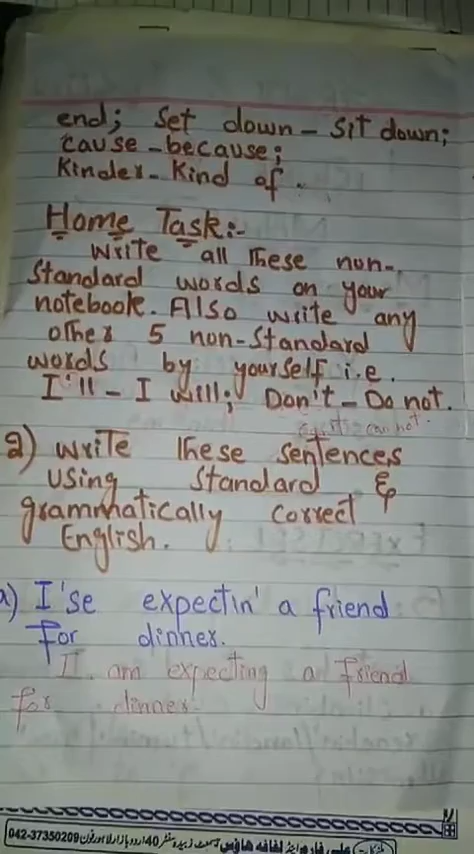 end; Set down - Sit down;
'cause - because;
Kinder - Kind of.
Home Task:-
Write all these non-
Standard words on your
notebook. Also write any
other 5 non-Standard
words by yourself i.e.
I'll - I will; Don't - Do not.
can not.
2) Write these sentences
using Standard &
grammatically correct
English.
a) I'se expectin' a friend
for dinner.
I am expecting a friend
for dinner.
042-37350209